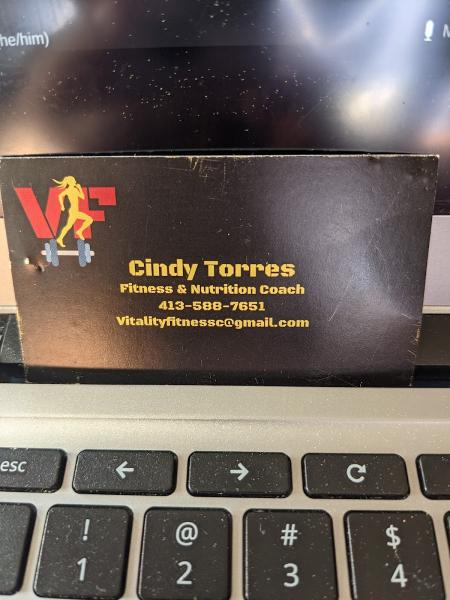 he/him)
M
VF
Cindy Torres
Fitness & Nutrition Coach
413-588-7651
Vitalityfitnessc@gmail.com
esc
! @ # $
1 2 3 4